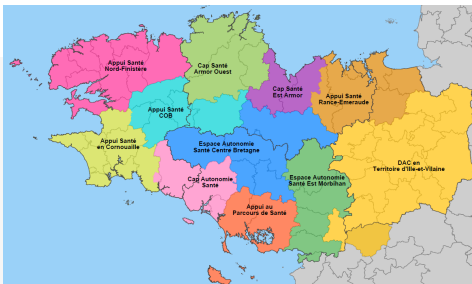 Appui Santé
Nord-Finistère
Cap Santé
Armor Ouest
Cap Santé
Est Armor
Appui Santé
Rance-Emeraude
Appui Santé
COB
Appui Santé
en Cornouaille
Espace Autonomie
Santé Centre Bretagne
DAC en
Territoire d'Ille-et-Vilaine
Cap Autonomie
Santé
Espace Autonomie
Santé Est Morbihan
Appui au
Parcours de Santé